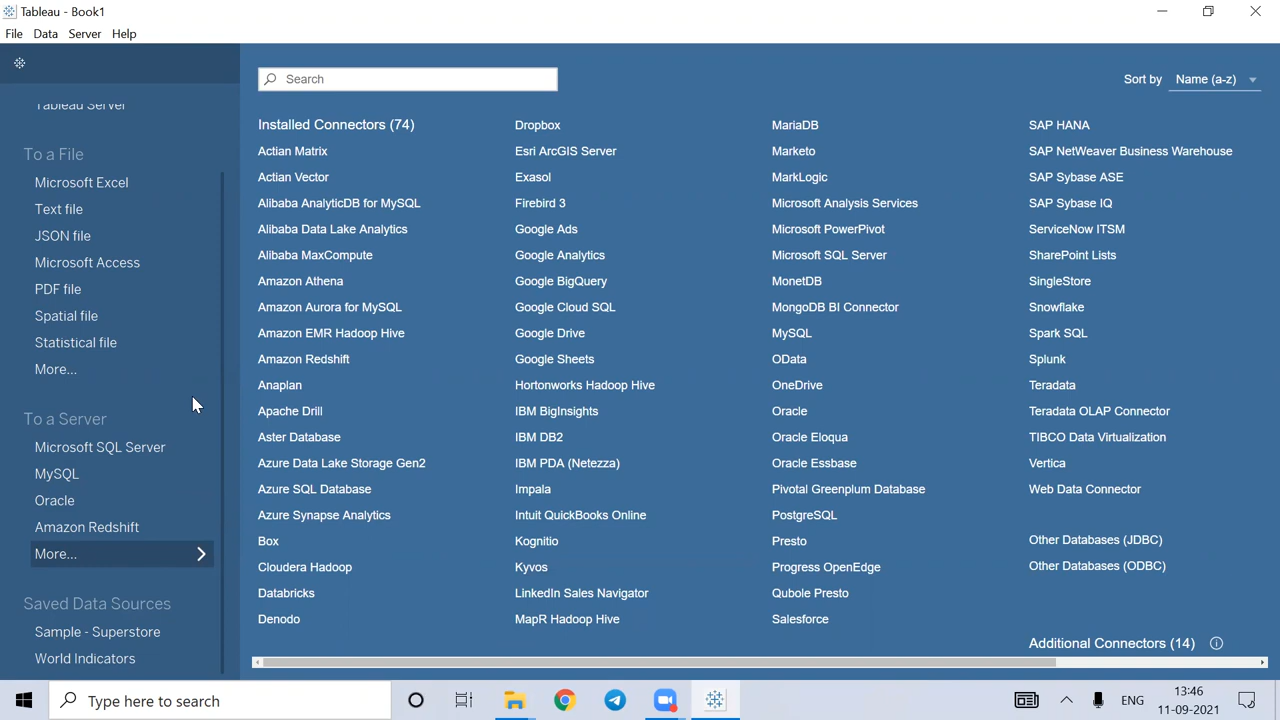 Tableau - Book1
File Data Server Help
Search
Sort by Name (a-z)
Tableau Server
To a File
Microsoft Excel
Text file
JSON file
Microsoft Access
PDF file
Spatial file
Statistical file
More...
To a Server
Microsoft SQL Server
MySQL
Oracle
Amazon Redshift
More...
Saved Data Sources
Sample - Superstore
World Indicators
Installed Connectors (74)
Actian Matrix
Actian Vector
Alibaba AnalyticDB for MySQL
Alibaba Data Lake Analytics
Alibaba MaxCompute
Amazon Athena
Amazon Aurora for MySQL
Amazon EMR Hadoop Hive
Amazon Redshift
Anaplan
Apache Drill
Aster Database
Azure Data Lake Storage Gen2
Azure SQL Database
Azure Synapse Analytics
Box
Cloudera Hadoop
Databricks
Denodo
Dropbox
Esri ArcGIS Server
Exasol
Firebird 3
Google Ads
Google Analytics
Google BigQuery
Google Cloud SQL
Google Drive
Google Sheets
Hortonworks Hadoop Hive
IBM BigInsights
IBM DB2
IBM PDA (Netezza)
Impala
Intuit QuickBooks Online
Kognitio
Kyvos
LinkedIn Sales Navigator
MapR Hadoop Hive
MariaDB
Marketo
MarkLogic
Microsoft Analysis Services
Microsoft PowerPivot
Microsoft SQL Server
MonetDB
MongoDB BI Connector
MySQL
OData
OneDrive
Oracle
Oracle Eloqua
Oracle Essbase
Pivotal Greenplum Database
PostgreSQL
Presto
Progress OpenEdge
Qubole Presto
Salesforce
SAP HANA
SAP NetWeaver Business Warehouse
SAP Sybase ASE
SAP Sybase IQ
ServiceNow ITSM
SharePoint Lists
SingleStore
Snowflake
Spark SQL
Splunk
Teradata
Teradata OLAP Connector
TIBCO Data Virtualization
Vertica
Web Data Connector
Other Databases (JDBC)
Other Databases (ODBC)
Additional Connectors (14)
Type here to search
ENG
13:46
11-09-2021